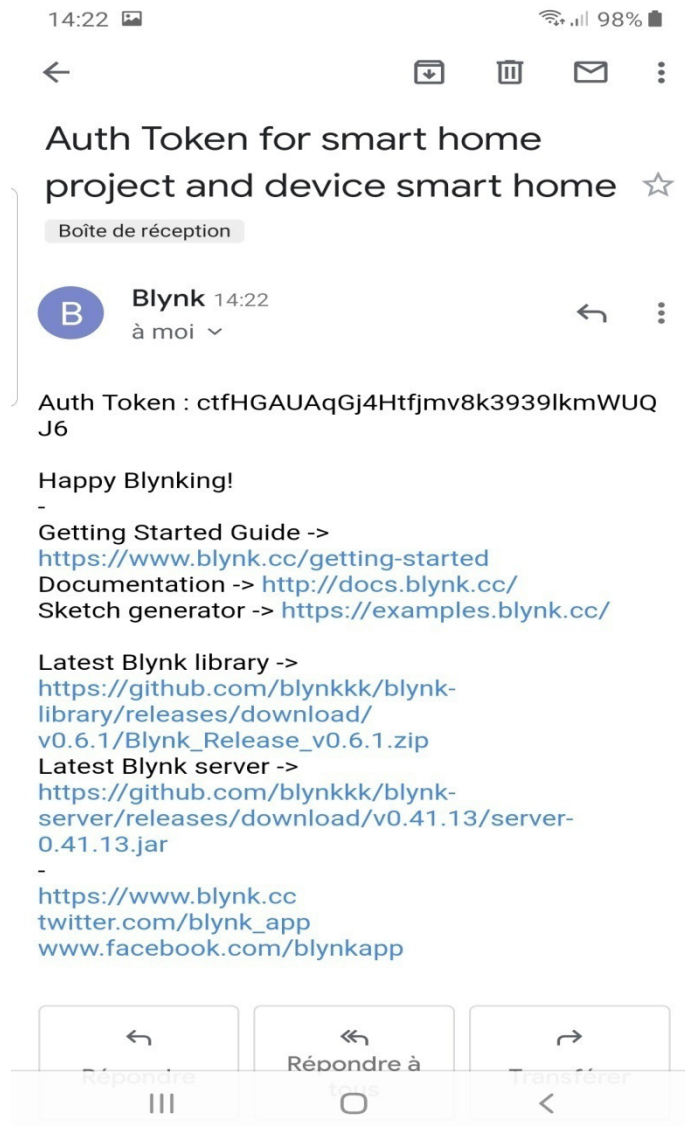 14:22 98%
Auth Token for smart home
project and device smart home
Boîte de réception
B
Blynk 14:22
à moi
Auth Token : ctfHGAUAqGj4Htfjmv8k3939lkmWUQ
J6
Happy Blynking!
-
Getting Started Guide ->
https://www.blynk.cc/getting-started
Documentation -> http://docs.blynk.cc/
Sketch generator -> https://examples.blynk.cc/
Latest Blynk library ->
https://github.com/blynkkk/blynk-
library/releases/download/
v0.6.1/Blynk_Release_v0.6.1.zip
Latest Blynk server ->
https://github.com/blynkkk/blynk-
server/releases/download/v0.41.13/server-
0.41.13.jar
-
https://www.blynk.cc
twitter.com/blynk_app
www.facebook.com/blynkapp
Répondre
Répondre à
tous
Transférer